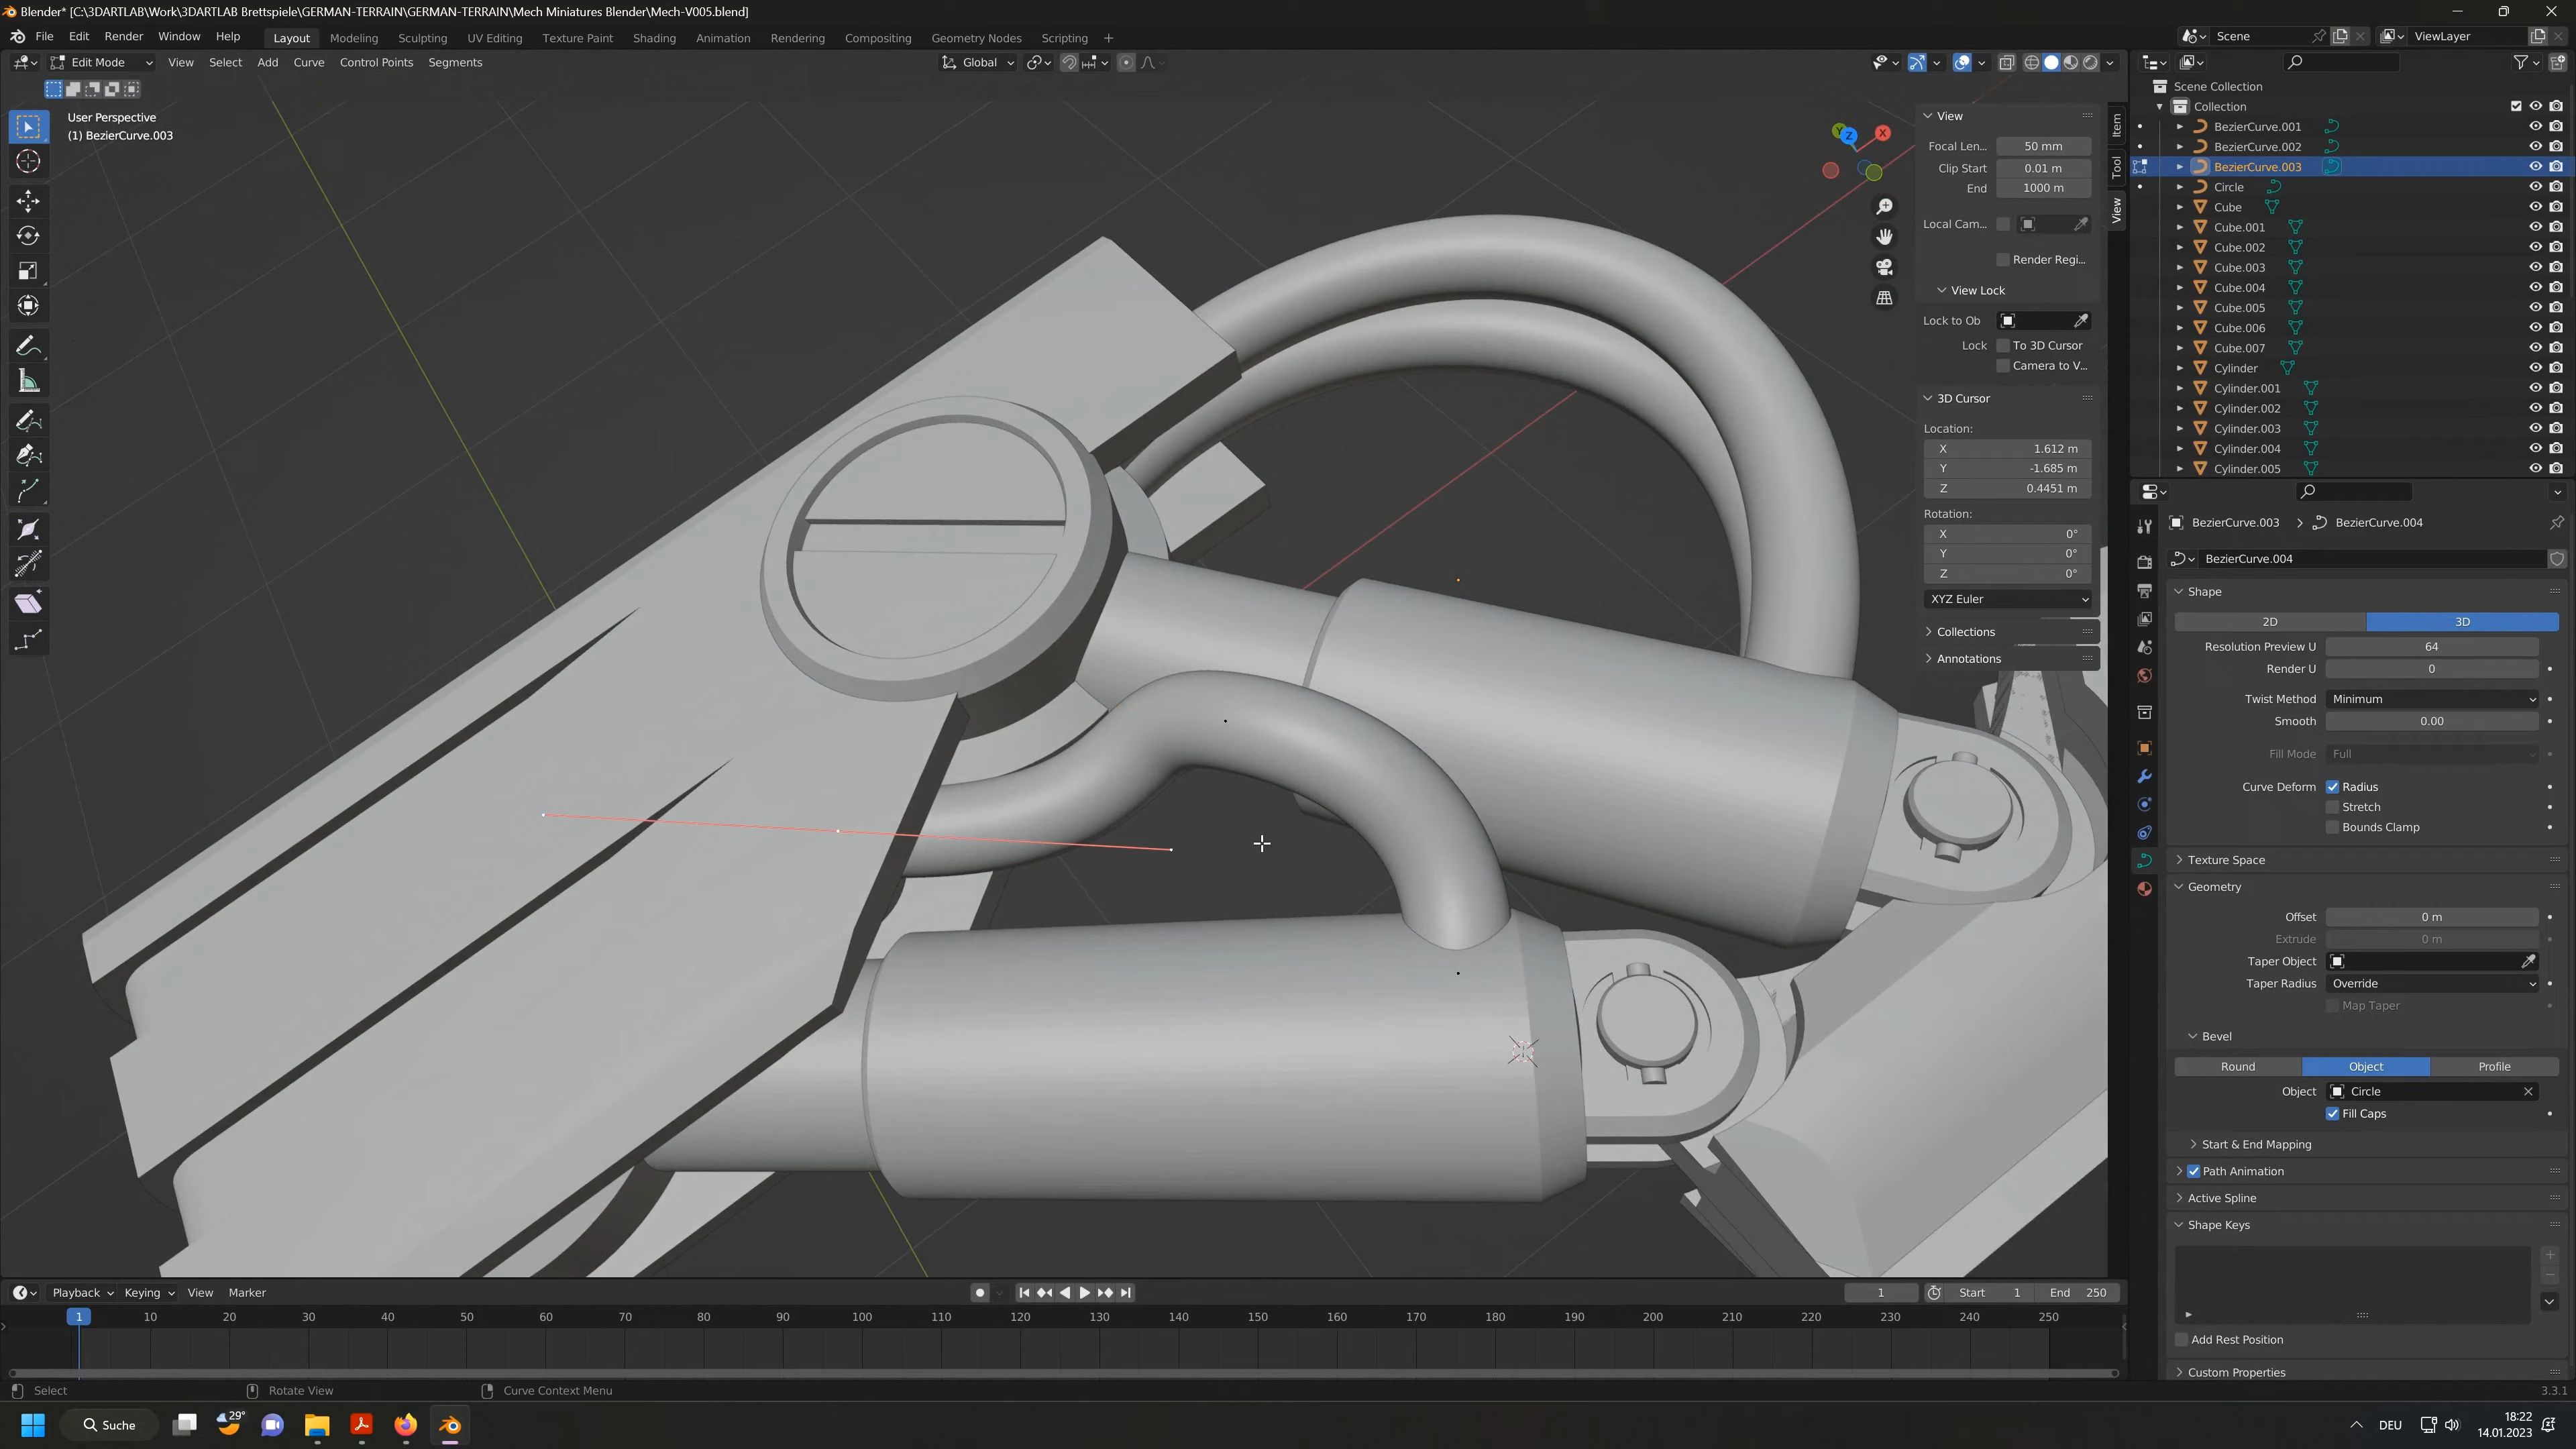 Blender* [C:\3DARTLAB\Work\3DARTLAB Brettspiele\GERMAN-TERRAIN\GERMAN-TERRAIN\Mech Miniatures Blender\Mech-V005.blend]
File Edit Render Window Help Layout Modeling Sculpting UV Editing Texture Paint Shading Animation Rendering Compositing Geometry Nodes Scripting + Scene ViewLayer
Edit Mode View Select Add Curve Control Points Segments Global
User Perspective
(1) BezierCurve.003
X
Y
Z
View
Focal Len... 50 mm
Clip Start 0.01 m
End 1000 m
Local Cam...
Render Regi...
View Lock
Lock to Ob
Lock To 3D Cursor
Camera to V...
3D Cursor
Location:
X 1.612 m
Y -1.685 m
Z 0.4451 m
Rotation:
X 0°
Y 0°
Z 0°
XYZ Euler
Collections
Annotations
Item
Tool
View
Scene Collection
Collection
BezierCurve.001
BezierCurve.002
BezierCurve.003
Circle
Cube
Cube.001
Cube.002
Cube.003
Cube.004
Cube.005
Cube.006
Cube.007
Cylinder
Cylinder.001
Cylinder.002
Cylinder.003
Cylinder.004
Cylinder.005
BezierCurve.003 > BezierCurve.004
BezierCurve.004
Shape
2D 3D
Resolution Preview U 64
Render U 0
Twist Method Minimum
Smooth 0.00
Fill Mode Full
Curve Deform Radius
Stretch
Bounds Clamp
Texture Space
Geometry
Offset 0 m
Extrude 0 m
Taper Object
Taper Radius Override
Map Taper
Bevel
Round Object Profile
Object Circle
Fill Caps
Start & End Mapping
Path Animation
Active Spline
Shape Keys
Add Rest Position
Custom Properties
Playback Keying View Marker 1 Start 1 End 250
1 10 20 30 40 50 60 70 80 90 100 110 120 130 140 150 160 170 180 190 200 210 220 230 240 250
Select Rotate View Curve Context Menu 3.3.1
Suche 29° DEU 18:22
14.01.2023